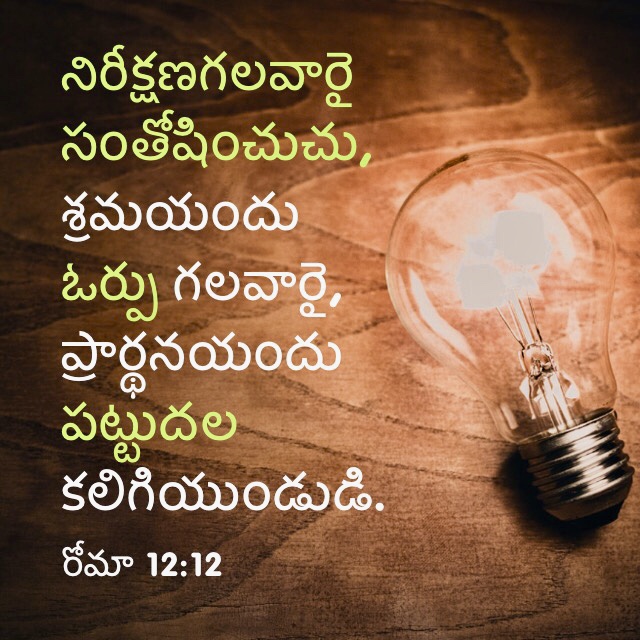 నిరీక్షణగలవారై
సంతోషించుచు,
శ్రమయందు
ఓర్పు గలవారై,
ప్రార్థనయందు
పట్టుదల
కలిగియుండుడి.
రోమా 12:12